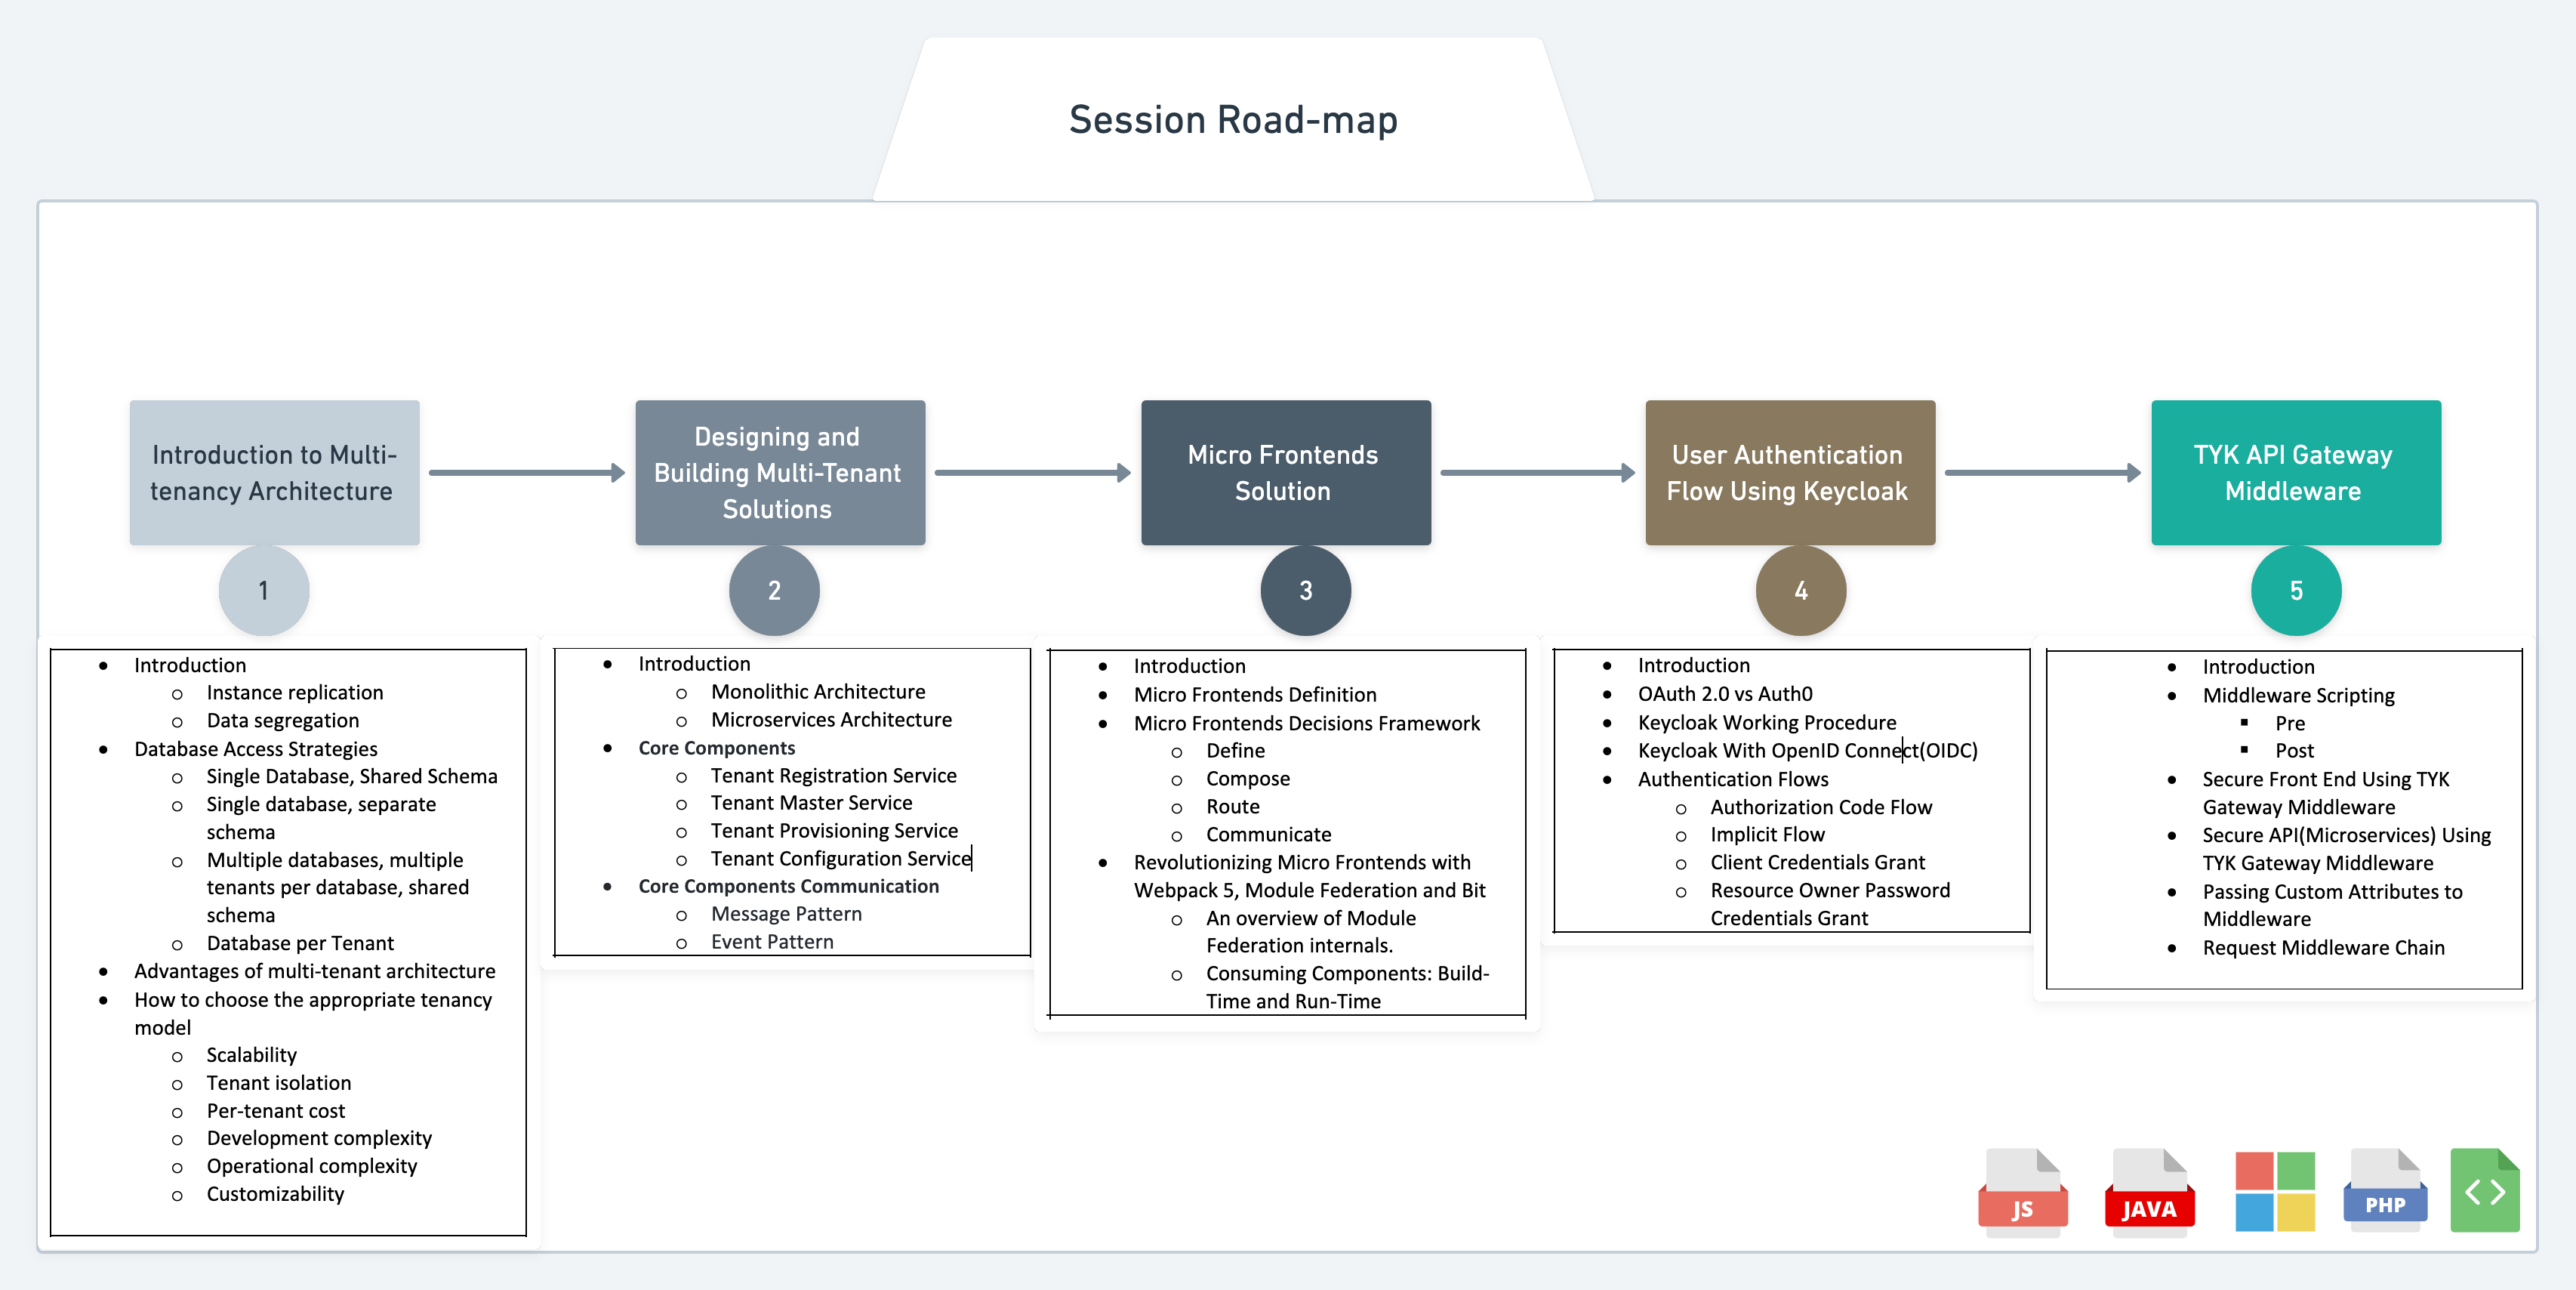 Session Road-map
Introduction to Multi-
tenancy Architecture
Designing and
Building Multi-Tenant
Solutions
Micro Frontends
Solution
User Authentication
Flow Using Keycloak
TYK API Gateway
Middleware
1
2
3
4
5
Introduction
Instance replication
Data segregation
Database Access Strategies
Single Database, Shared Schema
Single database, separate
schema
Multiple databases, multiple
tenants per database, shared
schema
Database per Tenant
Advantages of multi-tenant architecture
How to choose the appropriate tenancy
model
Scalability
Tenant isolation
Per-tenant cost
Development complexity
Operational complexity
Customizability
Introduction
Monolithic Architecture
Microservices Architecture
Core Components
Tenant Registration Service
Tenant Master Service
Tenant Provisioning Service
Tenant Configuration Service
Core Components Communication
Message Pattern
Event Pattern
Introduction
Micro Frontends Definition
Micro Frontends Decisions Framework
Define
Compose
Route
Communicate
Revolutionizing Micro Frontends with
Webpack 5, Module Federation and Bit
An overview of Module
Federation internals.
Consuming Components: Build-
Time and Run-Time
Introduction
OAuth 2.0 vs Auth0
Keycloak Working Procedure
Keycloak With OpenID Connect(OIDC)
Authentication Flows
Authorization Code Flow
Implicit Flow
Client Credentials Grant
Resource Owner Password
Credentials Grant
Introduction
Middleware Scripting
Pre
Post
Secure Front End Using TYK
Gateway Middleware
Secure API(Microservices) Using
TYK Gateway Middleware
Passing Custom Attributes to
Middleware
Request Middleware Chain
JS
JAVA
PHP
<>